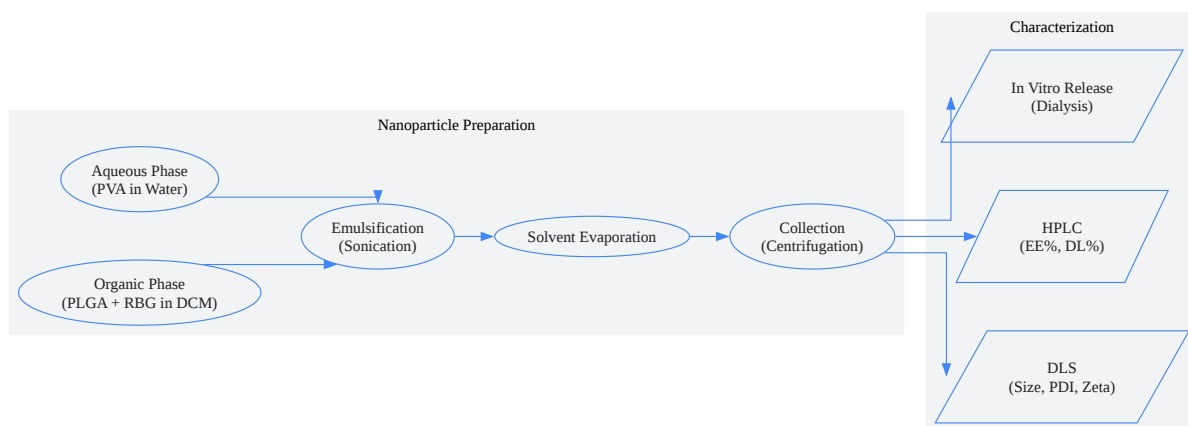 Nanoparticle Preparation
Aqueous Phase
(PVA in Water)
Organic Phase
(PLGA + RBG in DCM)
Emulsification
(Sonication)
Solvent Evaporation
Collection
(Centrifugation)
Characterization
In Vitro Release
(Dialysis)
HPLC
(EE%, DL%)
DLS
(Size, PDI, Zeta)